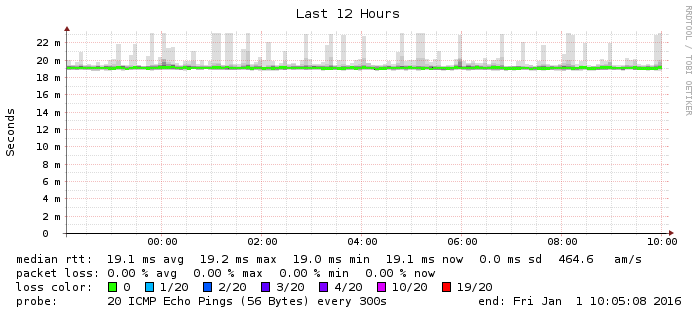 Last 12 Hours
RRDTOOL / TOBI OETIKER
Seconds
22 m
20 m
18 m
16 m
14 m
12 m
10 m
8 m
6 m
4 m
2 m
0
00:00 02:00 04:00 06:00 08:00 10:00
median rtt: 19.1 ms avg 19.2 ms max 19.0 ms min 19.1 ms now 0.0 ms sd 464.6 am/s
packet loss: 0.00 % avg 0.00 % max 0.00 % min 0.00 % now
loss color: 0 1/20 2/20 3/20 4/20 10/20 19/20
probe: 20 ICMP Echo Pings (56 Bytes) every 300s end: Fri Jan 1 10:05:08 2016